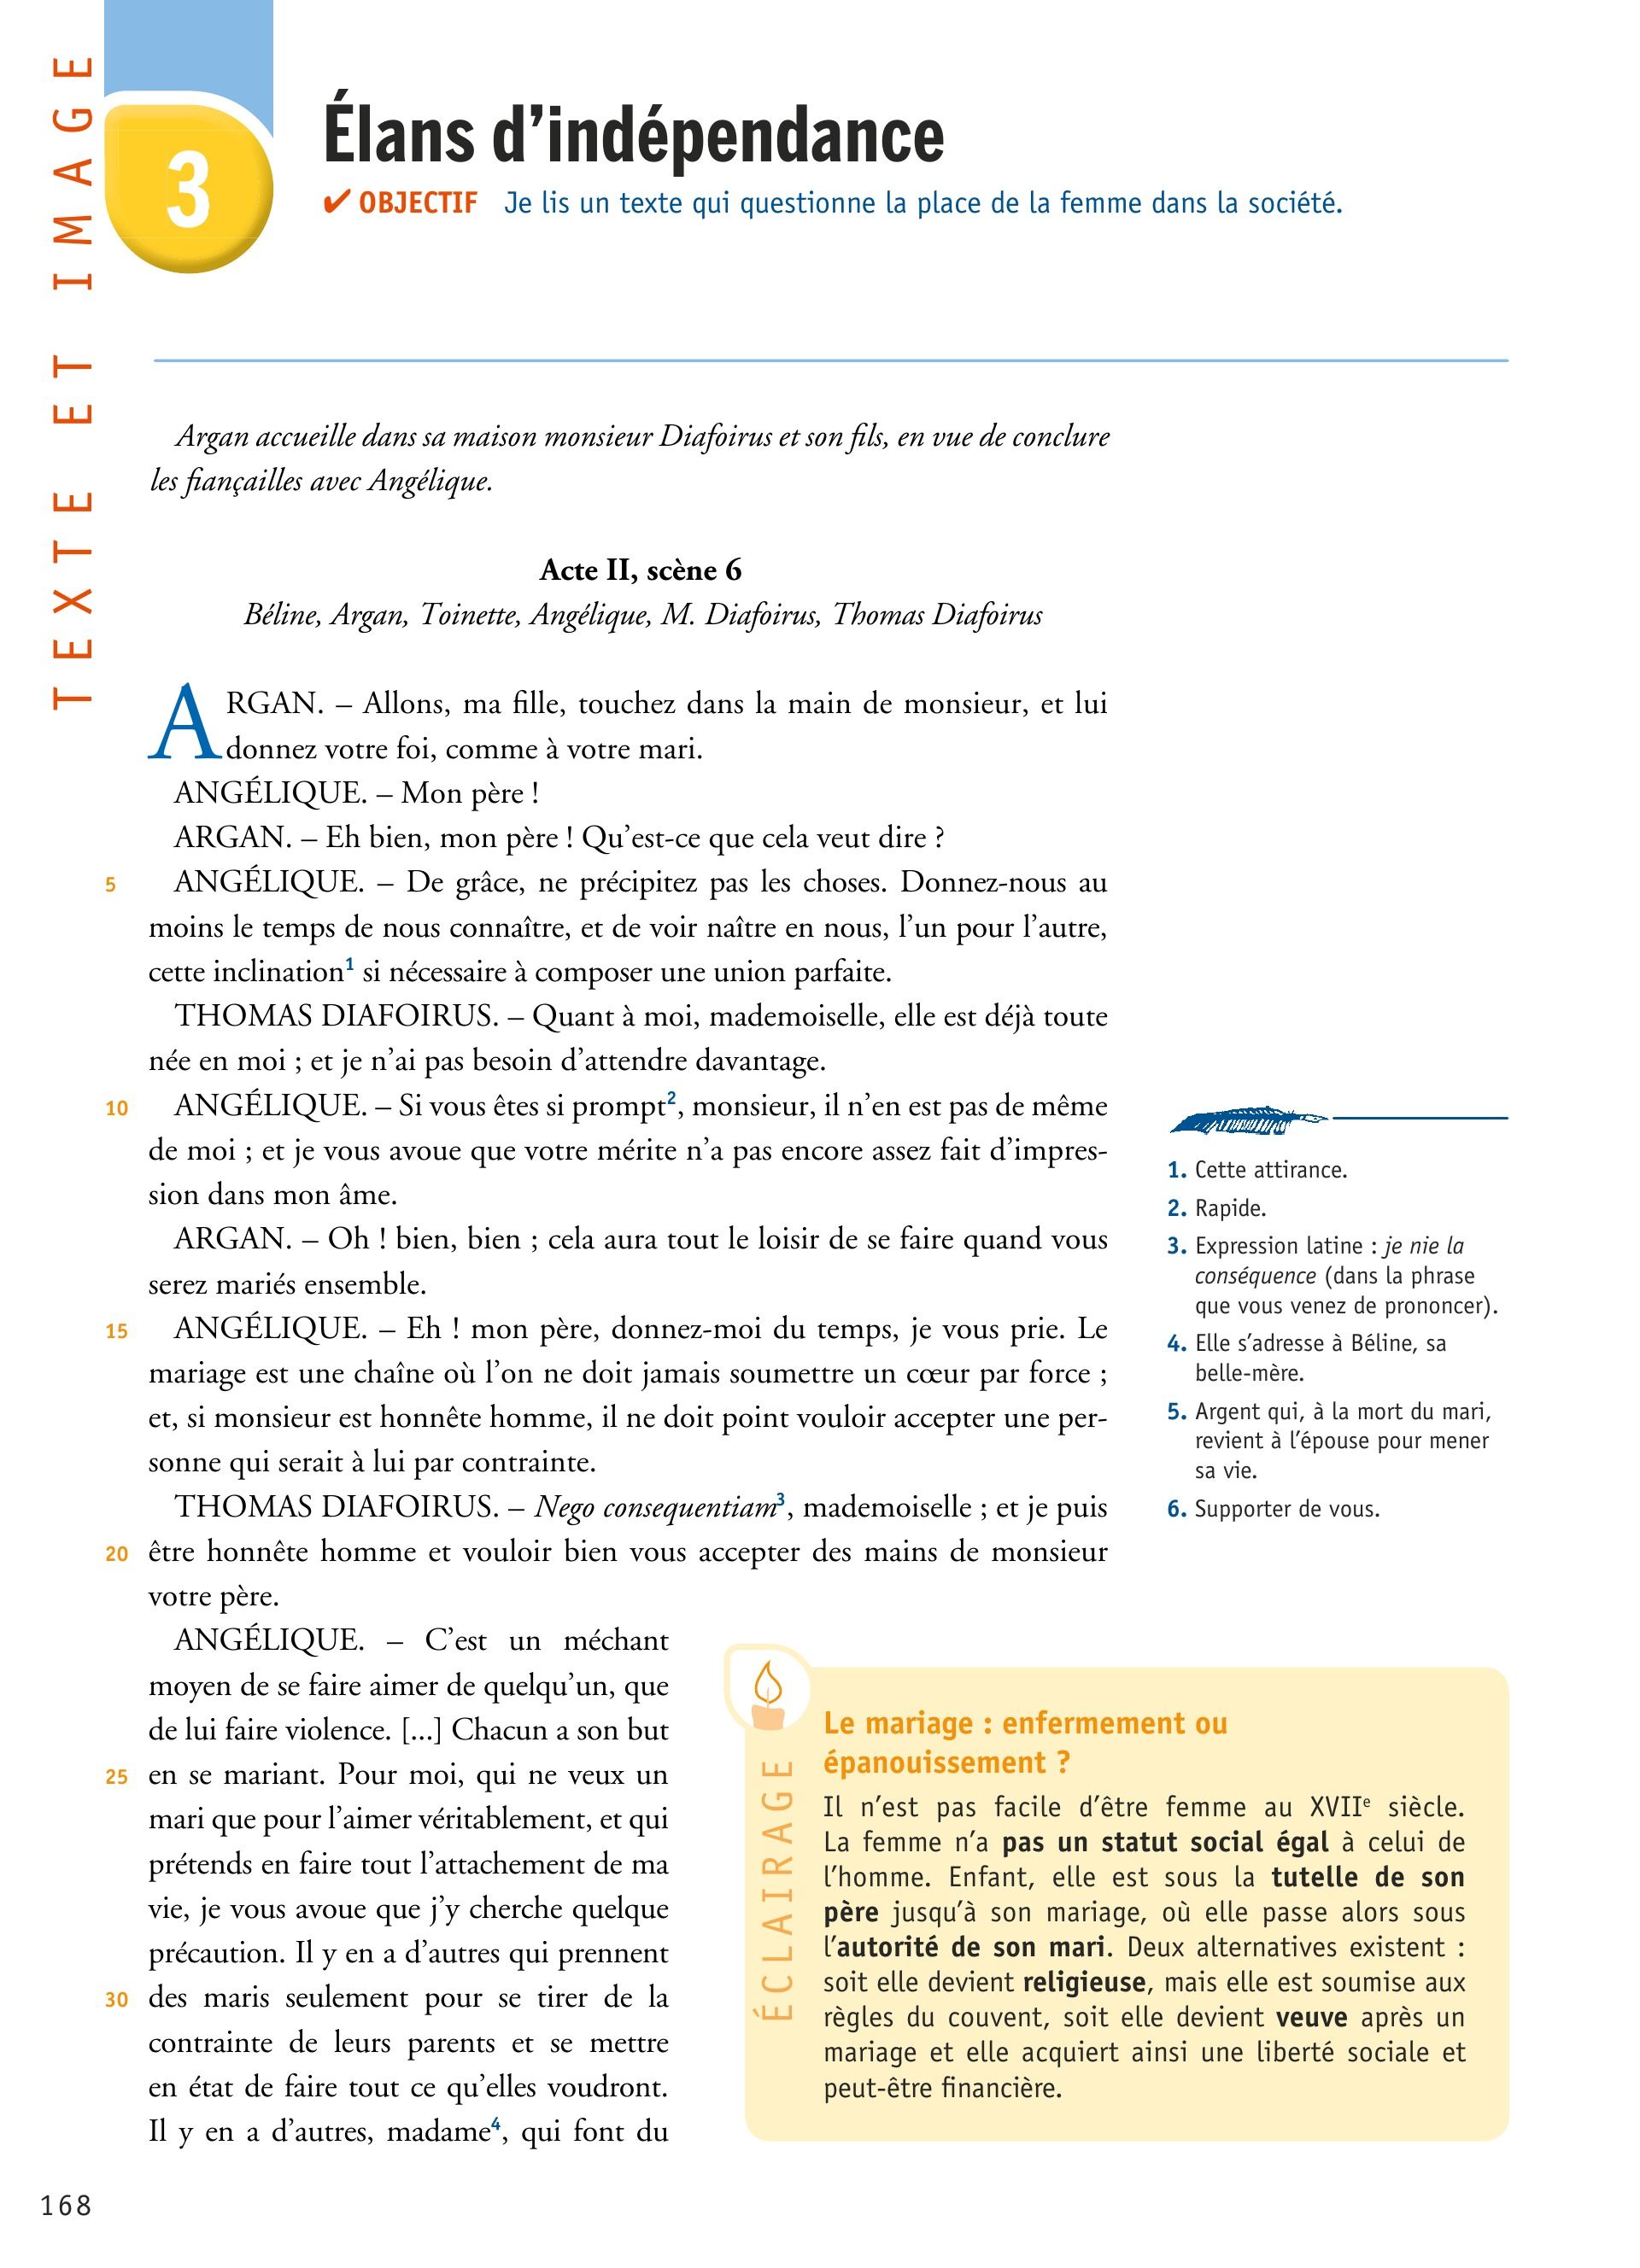 TEXTE ET IMAGE
3
Élans d’indépendance
✔ OBJECTIF Je lis un texte qui questionne la place de la femme dans la société.
Argan accueille dans sa maison monsieur Diafoirus et son fils, en vue de conclure
les fiançailles avec Angélique.
Acte II, scène 6
Béline, Argan, Toinette, Angélique, M. Diafoirus, Thomas Diafoirus
ARGAN. – Allons, ma fille, touchez dans la main de monsieur, et lui
donnez votre foi, comme à votre mari.
ANGÉLIQUE. – Mon père !
ARGAN. – Eh bien, mon père ! Qu’est-ce que cela veut dire ?
5 ANGÉLIQUE. – De grâce, ne précipitez pas les choses. Donnez-nous au
moins le temps de nous connaître, et de voir naître en nous, l’un pour l’autre,
cette inclination1 si nécessaire à composer une union parfaite.
THOMAS DIAFOIRUS. – Quant à moi, mademoiselle, elle est déjà toute
née en moi ; et je n’ai pas besoin d’attendre davantage.
10 ANGÉLIQUE. – Si vous êtes si prompt2, monsieur, il n’en est pas de même
de moi ; et je vous avoue que votre mérite n’a pas encore assez fait d’impres-
sion dans mon âme.
ARGAN. – Oh ! bien, bien ; cela aura tout le loisir de se faire quand vous
serez mariés ensemble.
15 ANGÉLIQUE. – Eh ! mon père, donnez-moi du temps, je vous prie. Le
mariage est une chaîne où l’on ne doit jamais soumettre un cœur par force ;
et, si monsieur est honnête homme, il ne doit point vouloir accepter une per-
sonne qui serait à lui par contrainte.
THOMAS DIAFOIRUS. – Nego consequentiam3, mademoiselle ; et je puis
20 être honnête homme et vouloir bien vous accepter des mains de monsieur
votre père.
ANGÉLIQUE. – C’est un méchant
moyen de se faire aimer de quelqu’un, que
de lui faire violence. [...] Chacun a son but
25 en se mariant. Pour moi, qui ne veux un
mari que pour l’aimer véritablement, et qui
prétends en faire tout l’attachement de ma
vie, je vous avoue que j’y cherche quelque
précaution. Il y en a d’autres qui prennent
30 des maris seulement pour se tirer de la
contrainte de leurs parents et se mettre
en état de faire tout ce qu’elles voudront.
Il y en a d’autres, madame4, qui font du
1. Cette attirance.
2. Rapide.
3. Expression latine : je nie la
conséquence (dans la phrase
que vous venez de prononcer).
4. Elle s’adresse à Béline, sa
belle-mère.
5. Argent qui, à la mort du mari,
revient à l’épouse pour mener
sa vie.
6. Supporter de vous.
ÉCLAIRAGE
Le mariage : enfermement ou
épanouissement ?
Il n’est pas facile d’être femme au XVIIe siècle.
La femme n’a pas un statut social égal à celui de
l’homme. Enfant, elle est sous la tutelle de son
père jusqu’à son mariage, où elle passe alors sous
l’autorité de son mari. Deux alternatives existent :
soit elle devient religieuse, mais elle est soumise aux
règles du couvent, soit elle devient veuve après un
mariage et elle acquiert ainsi une liberté sociale et
peut-être financière.
168